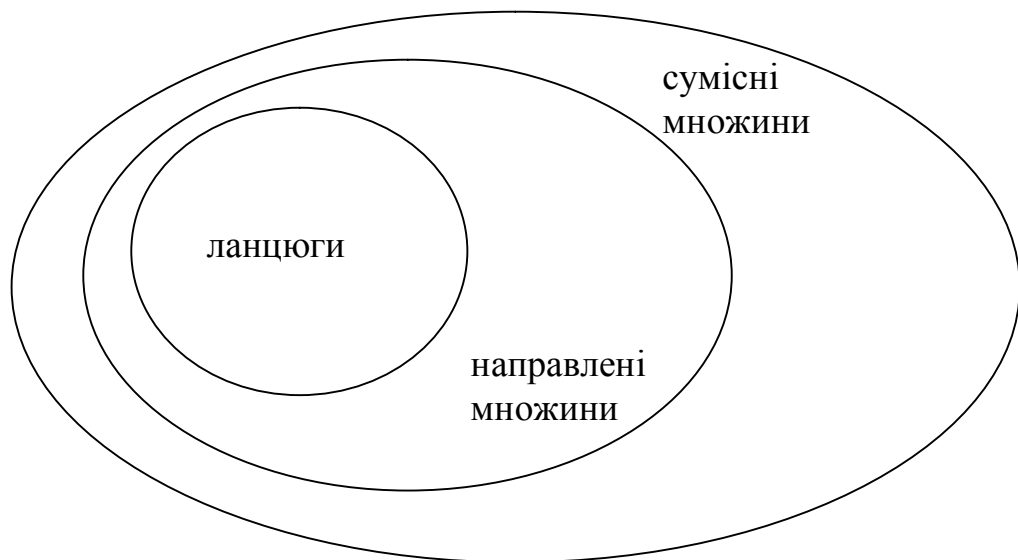 сумісні
множини
ланцюги
направлені
множини